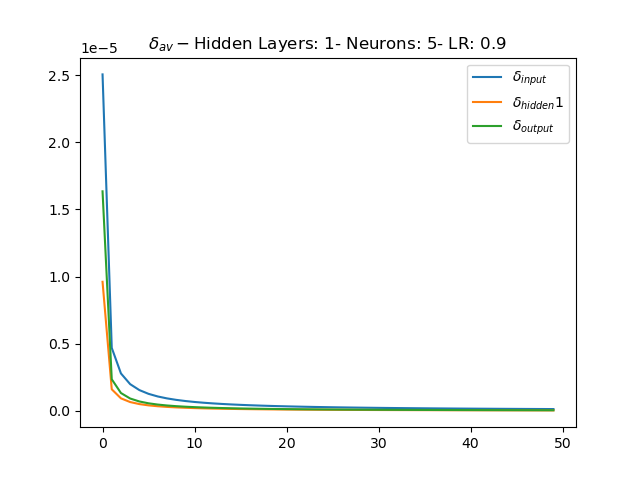 δ_av − Hidden Layers: 1- Neurons: 5- LR: 0.9
1e−5
2.5
2.0
1.5
1.0
0.5
0.0
0 10 20 30 40 50
δ_input
δ_hidden1
δ_output